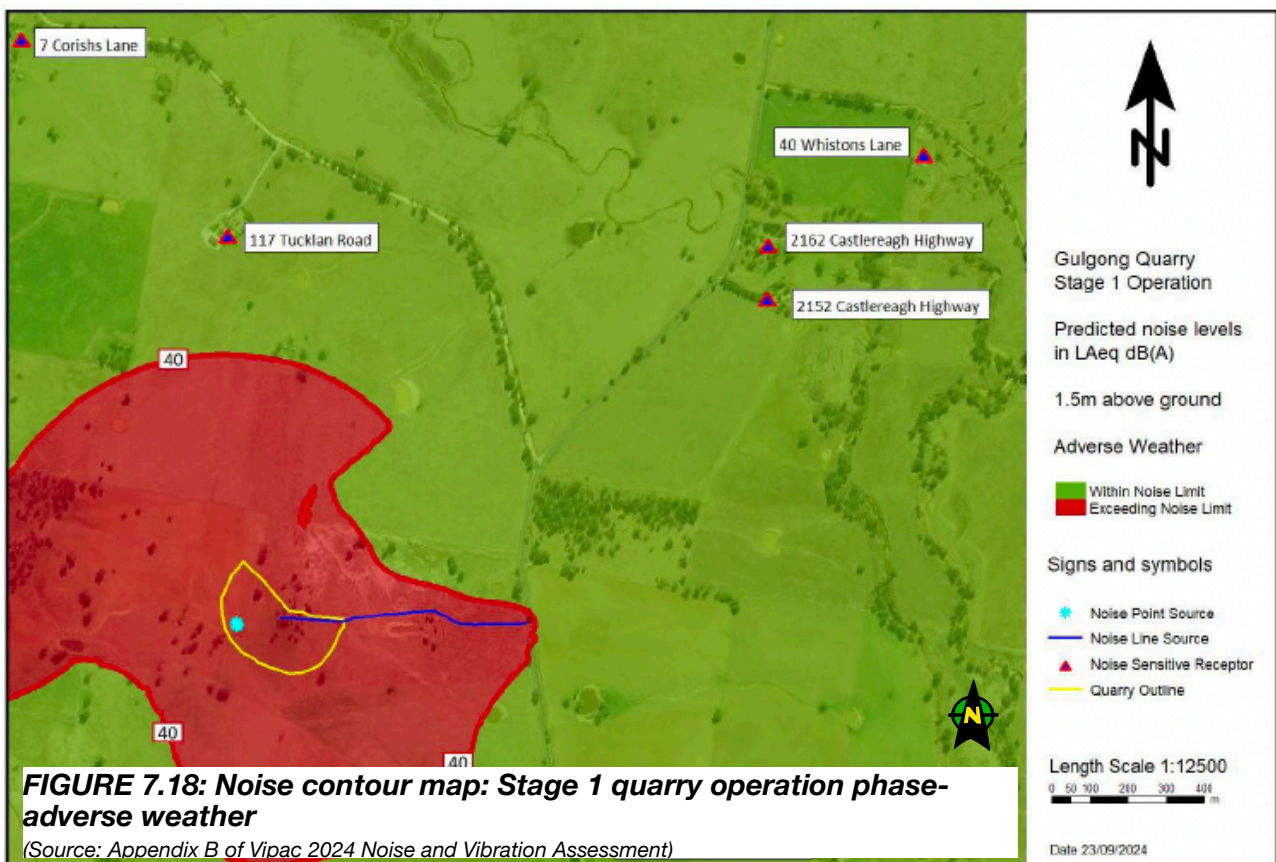 7 Corishs Lane
40 Whistons Lane
117 Tucklan Road
2162 Castlereagh Highway
2152 Castlereagh Highway
40
40
40
N
FIGURE 7.18: Noise contour map: Stage 1 quarry operation phase-
adverse weather
(Source: Appendix B of Vipac 2024 Noise and Vibration Assessment)
N
Gulgong Quarry
Stage 1 Operation
Predicted noise levels
in LAeq dB(A)
1.5m above ground
Adverse Weather
Within Noise Limit
Exceeding Noise Limit
Signs and symbols
Noise Point Source
Noise Line Source
Noise Sensitive Receptor
Quarry Outline
Length Scale 1:12500
0 50 100 200 300 400
m
Date 23/09/2024